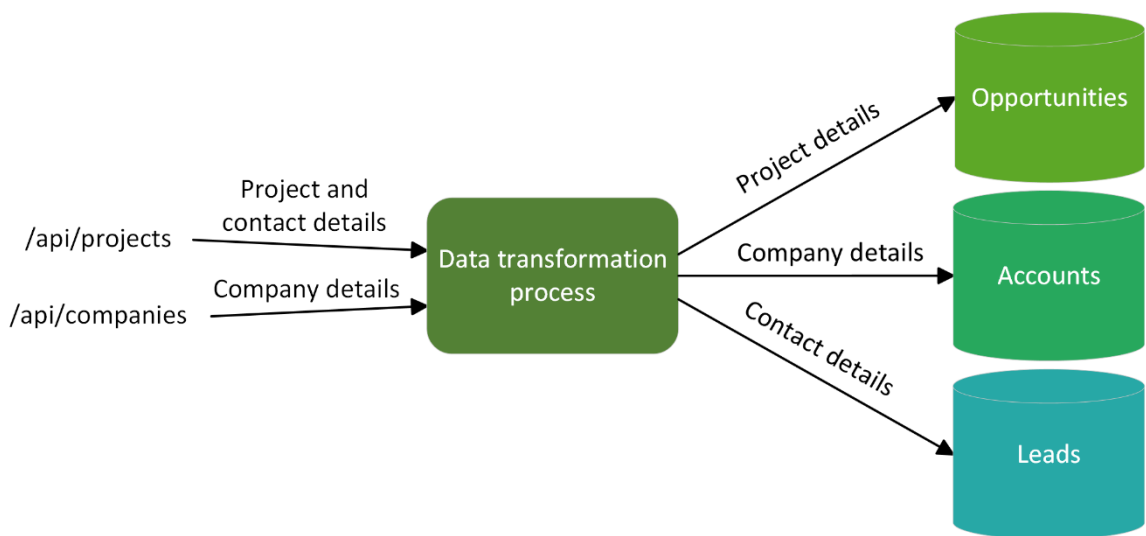 Project and
contact details
/api/projects
Company details
/api/companies
Data transformation
process
Project details
Company details
Contact details
Opportunities
Accounts
Leads